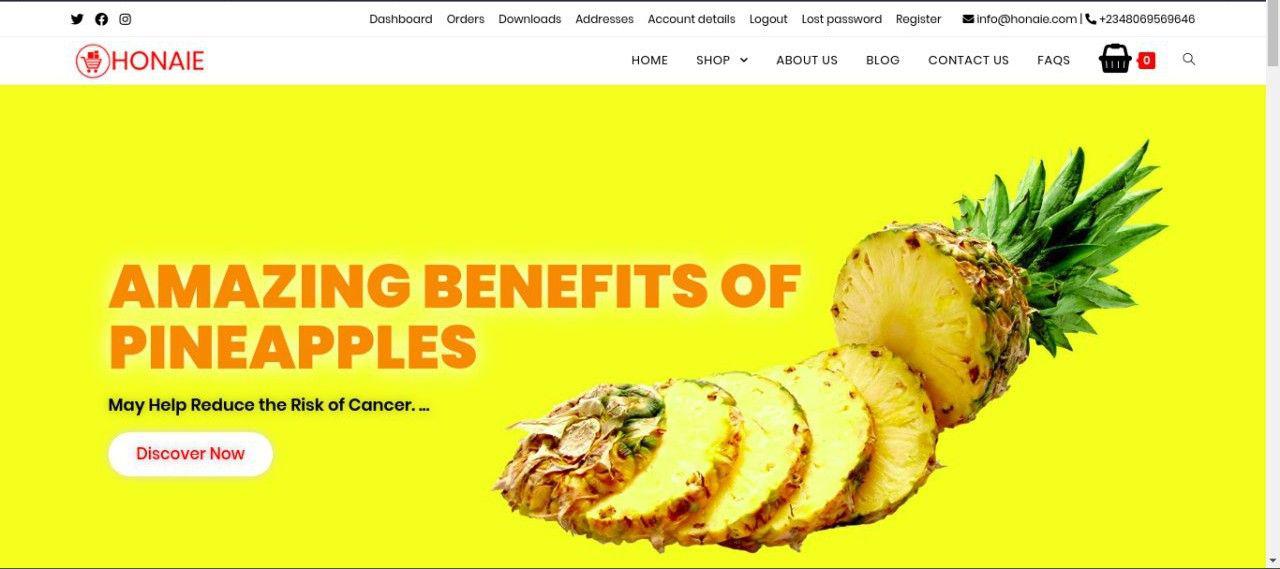 Dashboard Orders Downloads Addresses Account details Logout Lost password Register info@honaie.com | +2348069569646
HONAIE
HOME SHOP ABOUT US BLOG CONTACT US FAQS 0
AMAZING BENEFITS OF
PINEAPPLES
May Help Reduce the Risk of Cancer. ...
Discover Now